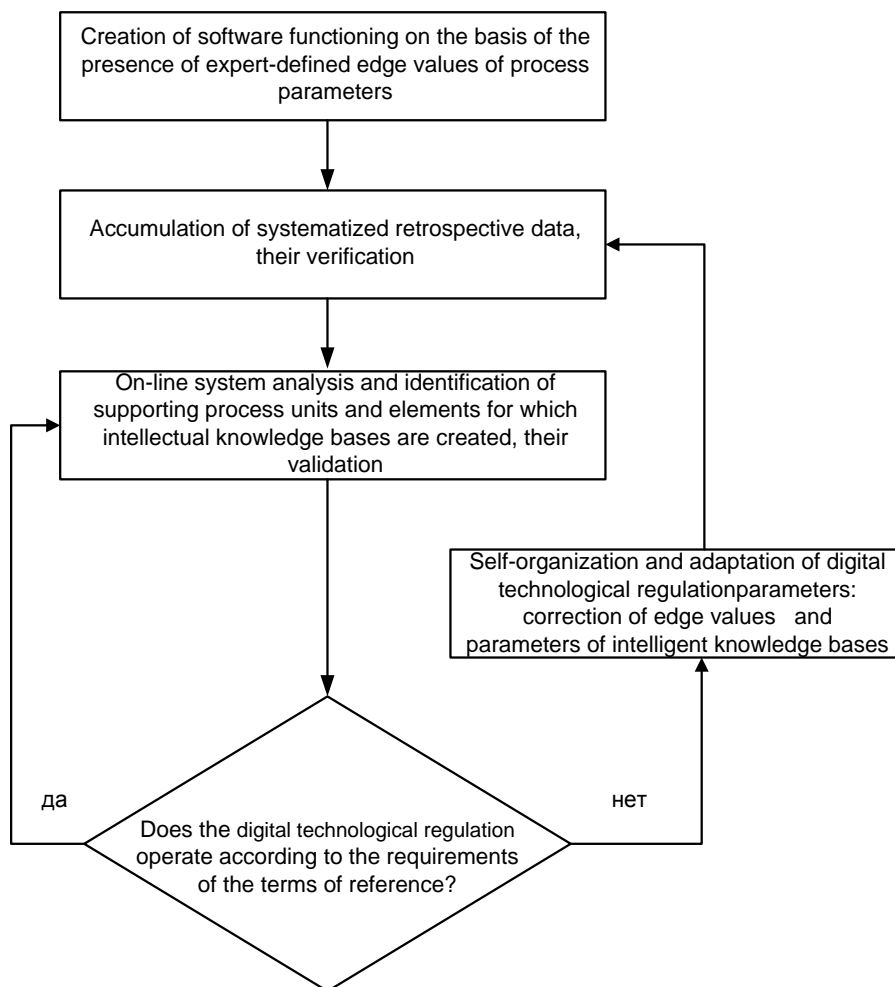 Creation of software functioning on the basis of the
presence of expert-defined edge values of process
parameters
Accumulation of systematized retrospective data,
their verification
On-line system analysis and identification of
supporting process units and elements for which
intellectual knowledge bases are created, their
validation
Self-organization and adaptation of digital
technological regulationparameters:
correction of edge values and
parameters of intelligent knowledge bases
да
нет
Does the digital technological regulation
operate according to the requirements
of the terms of reference?